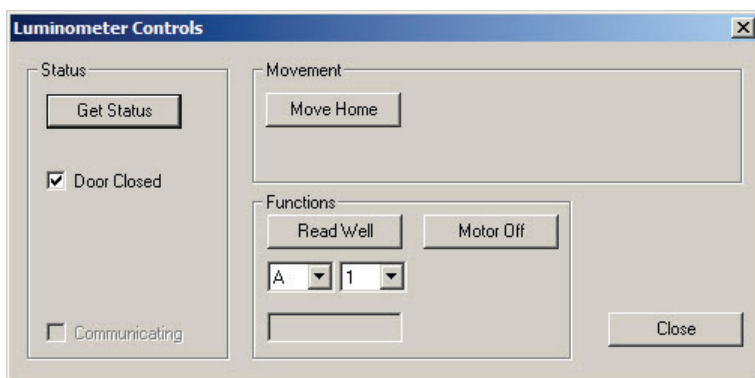 Luminometer Controls
Status
Get Status
Door Closed
Communicating
Movement
Move Home
Functions
Read Well
Motor Off
A
1
Close